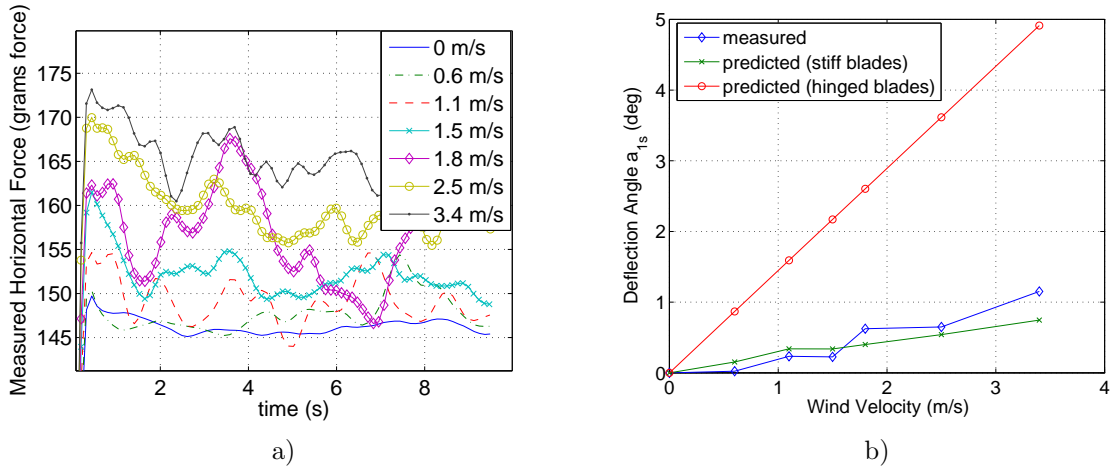 Measured Horizontal Force (grams force)
175
170
165
160
155
150
145
2
4
6
8
time (s)
0 m/s
0.6 m/s
1.1 m/s
1.5 m/s
1.8 m/s
2.5 m/s
3.4 m/s
a)
Deflection Angle a1s (deg)
5
4
3
2
1
0
0
1
2
3
4
Wind Velocity (m/s)
measured
predicted (stiff blades)
predicted (hinged blades)
b)